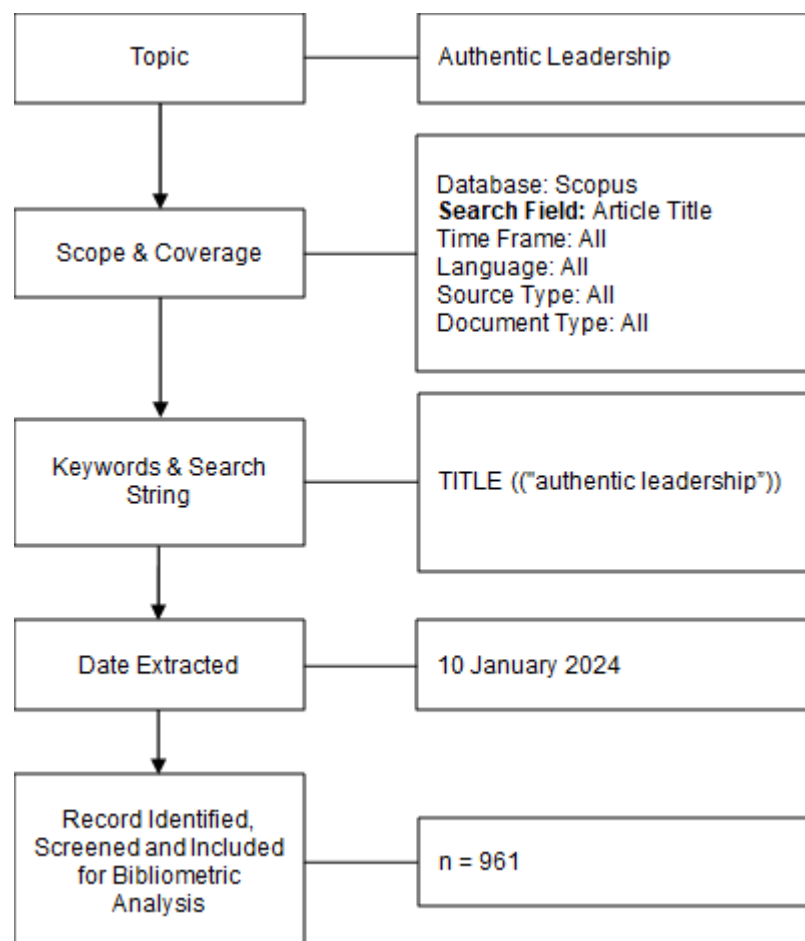 Topic
Authentic Leadership
Scope & Coverage
Database: Scopus
Search Field: Article Title
Time Frame: All
Language: All
Source Type: All
Document Type: All
Keywords & Search
String
TITLE (("authentic leadership”))
Date Extracted
10 January 2024
Record Identified,
Screened and Included
for Bibliometric
Analysis
n = 961